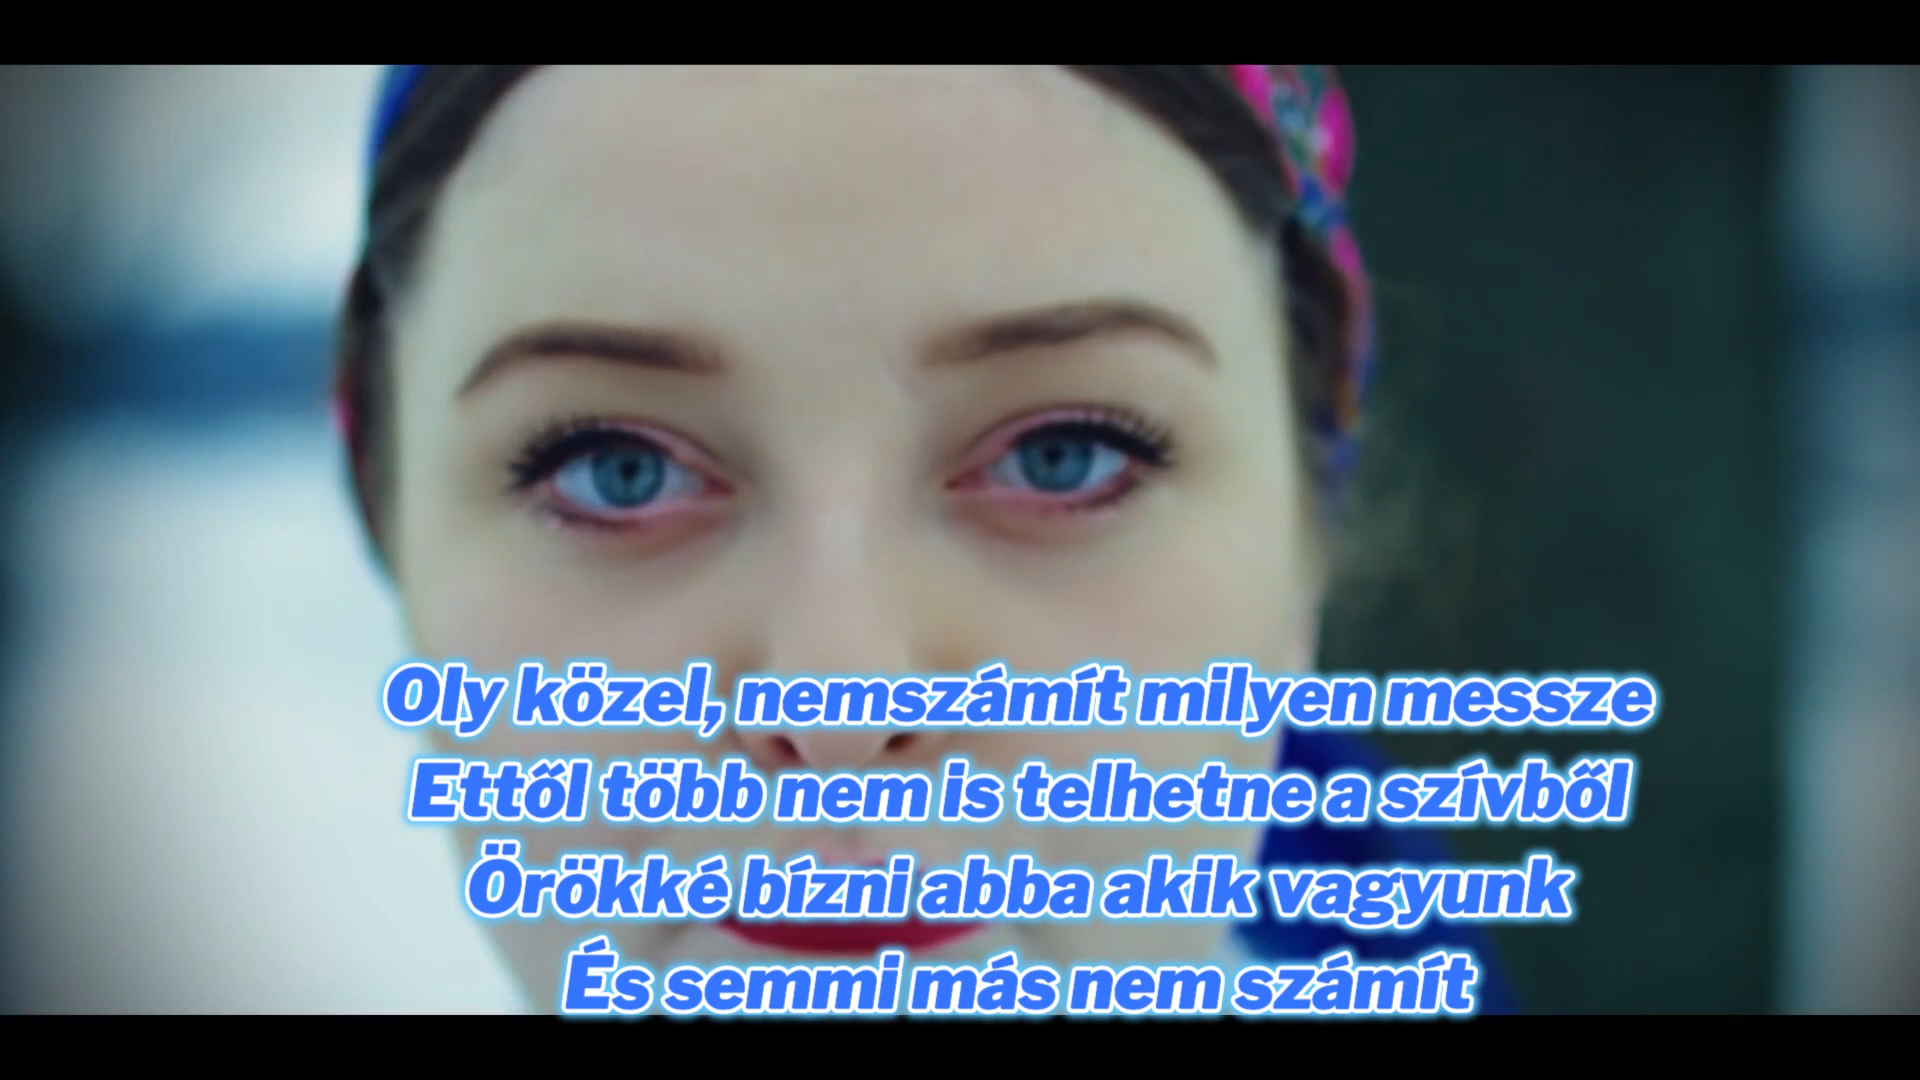 Oly közel, nemszámít milyen messze
Ettől több nem is telhetne a szívből
Örökké bízni abba akik vagyunk
És semmi más nem számít